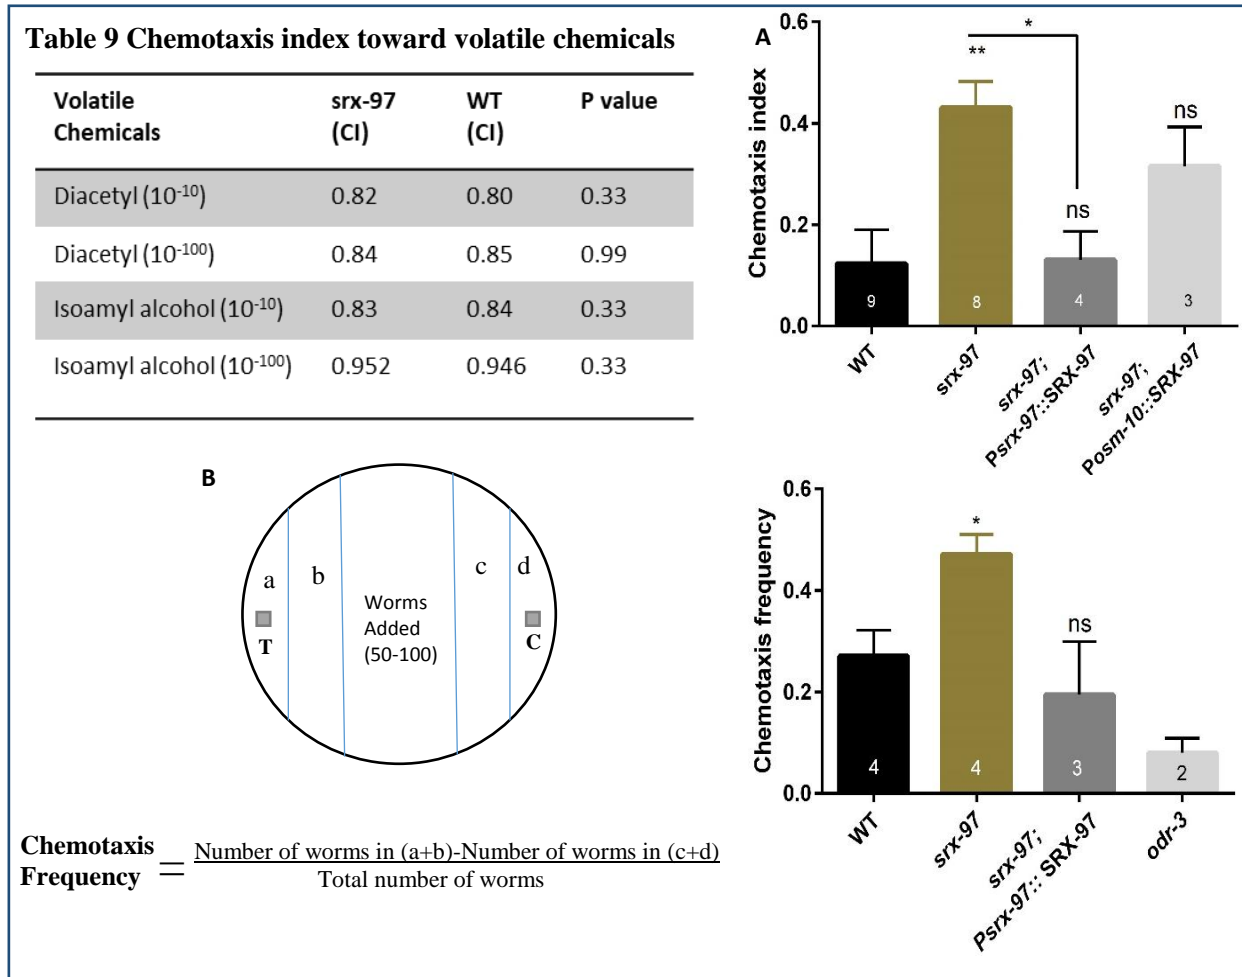 Table 9 Chemotaxis index toward volatile chemicals
Volatile Chemicals srx-97 (CI) WT (CI) P value
Diacetyl (10-10) 0.82 0.80 0.33
Diacetyl (10-100) 0.84 0.85 0.99
Isoamyl alcohol (10-10) 0.83 0.84 0.33
Isoamyl alcohol (10-100) 0.952 0.946 0.33
A
Chemotaxis index
0.6
0.4
0.2
0.0
*
**
ns
ns
9
8
4
3
WT
srx-97
srx-97;
Psrx-97::SRX-97
srx-97;
Posm-10::SRX-97
B
a
b
c
d
T
C
Worms
Added
(50-100)
Chemotaxis frequency
0.6
0.4
0.2
0.0
*
ns
4
4
3
2
WT
srx-97
srx-97;
Psrx-97:: SRX-97
odr-3
Chemotaxis
Frequency
=
Number of worms in (a+b)-Number of worms in (c+d)
Total number of worms